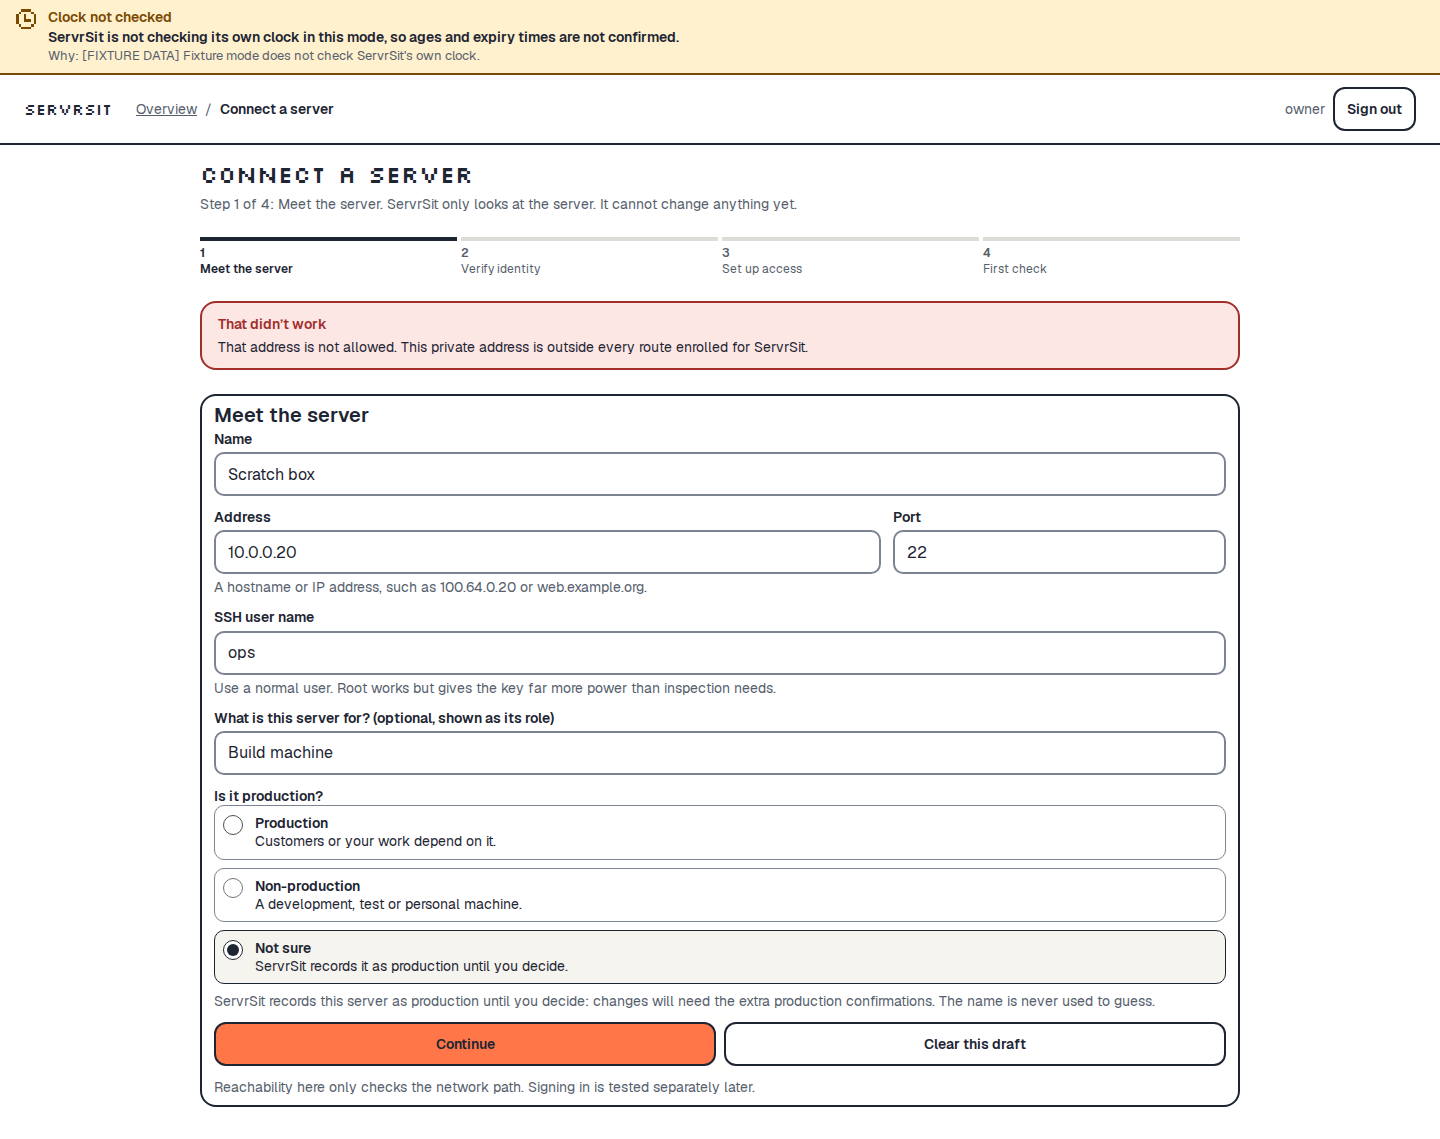 Clock not checked
ServrSit is not checking its own clock in this mode, so ages and expiry times are not confirmed.
Why: [FIXTURE DATA] Fixture mode does not check ServrSit's own clock.
SERVRSIT
Overview / Connect a server
owner
Sign out
CONNECT A SERVER
Step 1 of 4: Meet the server. ServrSit only looks at the server. It cannot change anything yet.
1
Meet the server
2
Verify identity
3
Set up access
4
First check
That didn't work
That address is not allowed. This private address is outside every route enrolled for ServrSit.
Meet the server
Name
Scratch box
Address
10.0.0.20
Port
22
A hostname or IP address, such as 100.64.0.20 or web.example.org.
SSH user name
ops
Use a normal user. Root works but gives the key far more power than inspection needs.
What is this server for? (optional, shown as its role)
Build machine
Is it production?
Production
Customers or your work depend on it.
Non-production
A development, test or personal machine.
Not sure
ServrSit records it as production until you decide.
ServrSit records this server as production until you decide: changes will need the extra production confirmations. The name is never used to guess.
Continue
Clear this draft
Reachability here only checks the network path. Signing in is tested separately later.